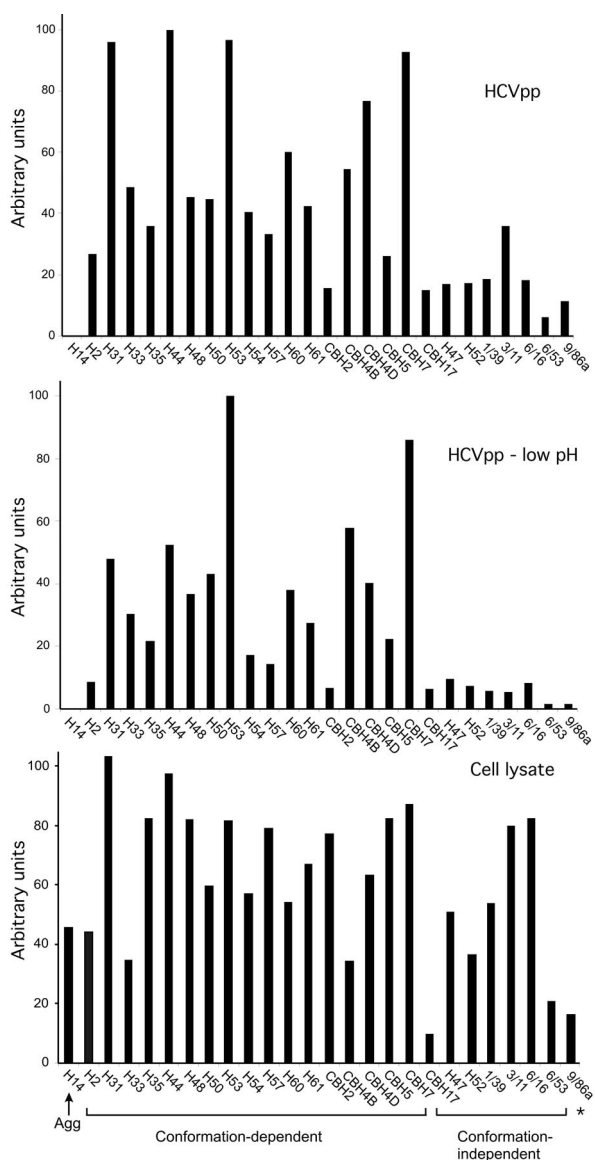 HCVpp
Arbitrary units
100
80
60
40
20
0
H14 H2 H31 H33 H35 H44 H48 H50 H53 H54 H57 H60 H61 CBH2 CBH4B CBH4D CBH5 CBH7 CBH17 H47 H52 1/39 3/11 6/16 6/53 9/86a
HCVpp - low pH
Arbitrary units
100
80
60
40
20
0
H14 H2 H31 H33 H35 H44 H48 H50 H53 H54 H57 H60 H61 CBH2 CBH4B CBH4D CBH5 CBH7 CBH17 H47 H52 1/39 3/11 6/16 6/53 9/86a
Cell lysate
Arbitrary units
100
80
60
40
20
0
H14 H2 H31 H33 H35 H44 H48 H50 H53 H54 H57 H60 H61 CBH2 CBH4B CBH4D CBH5 CBH7 CBH17 H47 H52 1/39 3/11 6/16 6/53 9/86a *
Agg
Conformation-dependent
Conformation-
independent